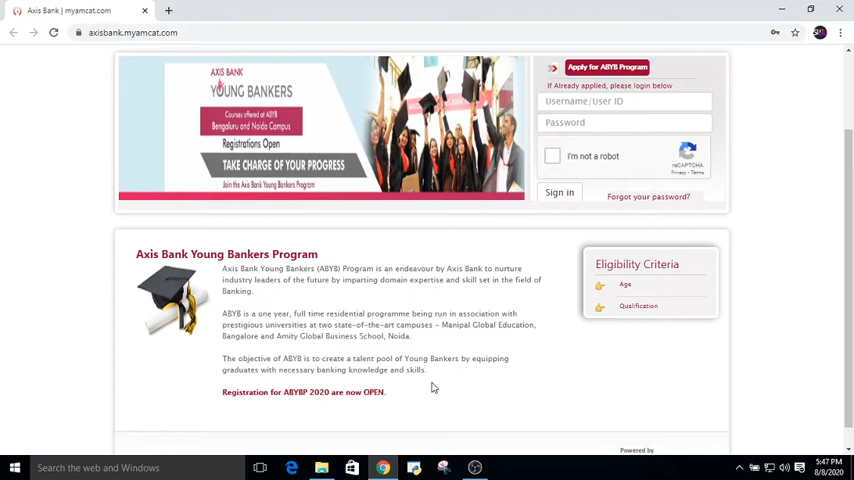 Axis Bank | myamcat.com
axisbank.myamcat.com
AXIS BANK
YOUNG BANKERS
Courses offered at ABYB
Bengaluru and Noida Campus
Registrations Open
TAKE CHARGE OF YOUR PROGRESS
Join the Axis Bank Young Bankers Program
Apply for ABYB Program
If Already applied, please login below
Username/User ID
Password
I'm not a robot
reCAPTCHA
Privacy - Terms
Sign in
Forgot your password?
Axis Bank Young Bankers Program
Axis Bank Young Bankers (ABYB) Program is an endeavour by Axis Bank to nurture
industry leaders of the future by imparting domain expertise and skill set in the field of
Banking.
ABYB is a one year, full time residential programme being run in association with
prestigious universities at two state-of-the-art campuses - Manipal Global Education,
Bangalore and Amity Global Business School, Noida.
The objective of ABYB is to create a talent pool of Young Bankers by equipping
graduates with necessary banking knowledge and skills.
Registration for ABYBP 2020 are now OPEN.
Eligibility Criteria
Age
Qualification
Powered by
Search the web and Windows
5:47 PM
8/8/2020